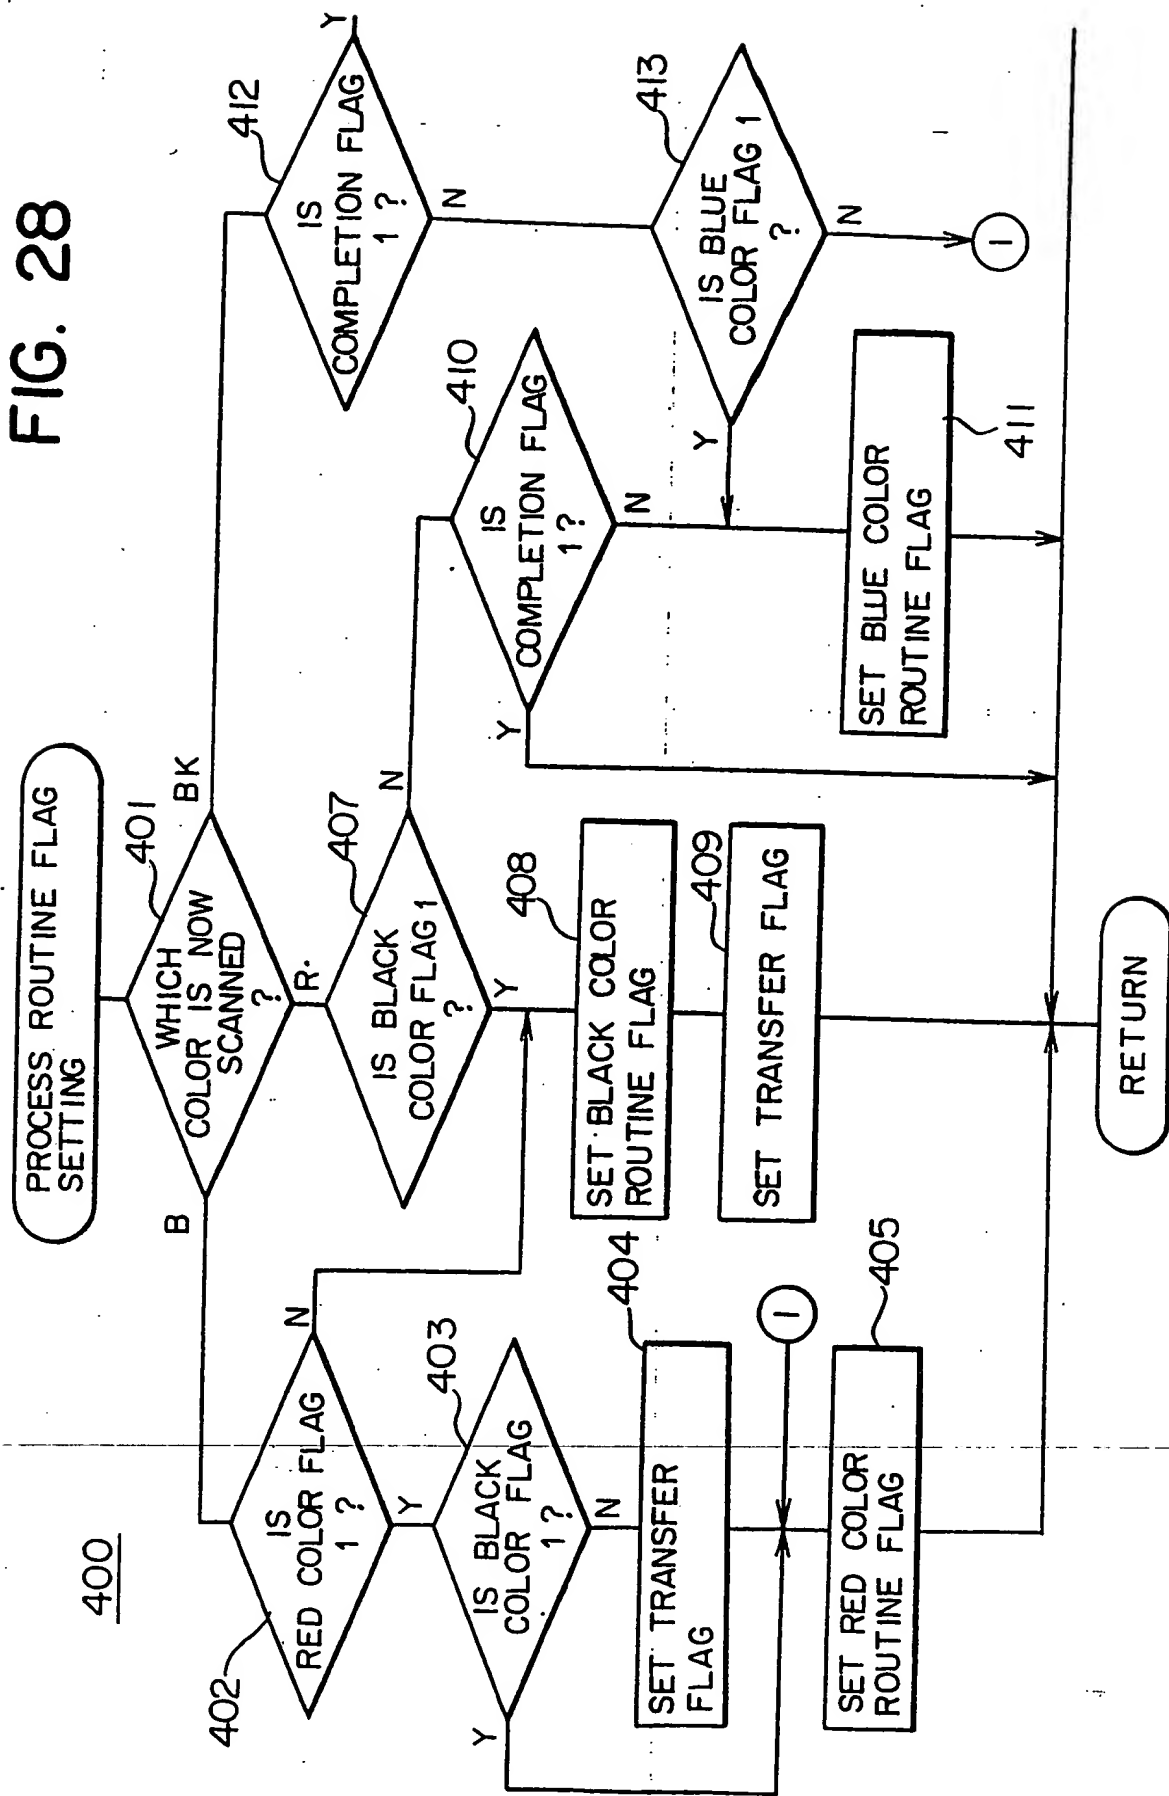 FIG. 28
400
PROCESS ROUTINE FLAG
SETTING
401
WHICH
COLOR IS NOW
SCANNED
?
B
R.
BK
402
IS
RED COLOR FLAG
1 ?
N
Y
403
IS BLACK
COLOR FLAG
1 ?
Y
N
404
SET TRANSFER
FLAG
1
405
SET RED COLOR
ROUTINE FLAG
407
IS BLACK
COLOR FLAG 1
?
N
Y
408
SET BLACK COLOR
ROUTINE FLAG
409
SET TRANSFER FLAG
410
IS
COMPLETION FLAG
1 ?
Y
N
411
SET BLUE COLOR
ROUTINE FLAG
412
IS
COMPLETION FLAG
1 ?
Y
N
413
IS BLUE
COLOR FLAG 1
?
Y
N
1
RETURN